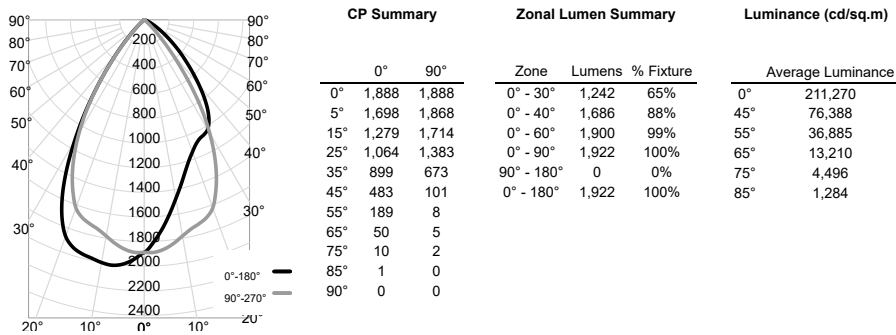 90° 90°
80° 80°
70° 70°
60° 60°
50° 50°
40° 40°
30° 30°
20° 10° 0° 10° 20°
200
400
600
800
1000
1200
1400
1600
1800
2000
2200
2400
0°-180°
90°-270°
CP Summary
0° 90°
0° 1,888 1,888
5° 1,698 1,868
15° 1,279 1,714
25° 1,064 1,383
35° 899 673
45° 483 101
55° 189 8
65° 50 5
75° 10 2
85° 1 0
90° 0 0
Zonal Lumen Summary
Zone Lumens % Fixture
0° - 30° 1,242 65%
0° - 40° 1,686 88%
0° - 60° 1,900 99%
0° - 90° 1,922 100%
90° - 180° 0 0%
0° - 180° 1,922 100%
Luminance (cd/sq.m)
Average Luminance
0° 211,270
45° 76,388
55° 36,885
65° 13,210
75° 4,496
85° 1,284